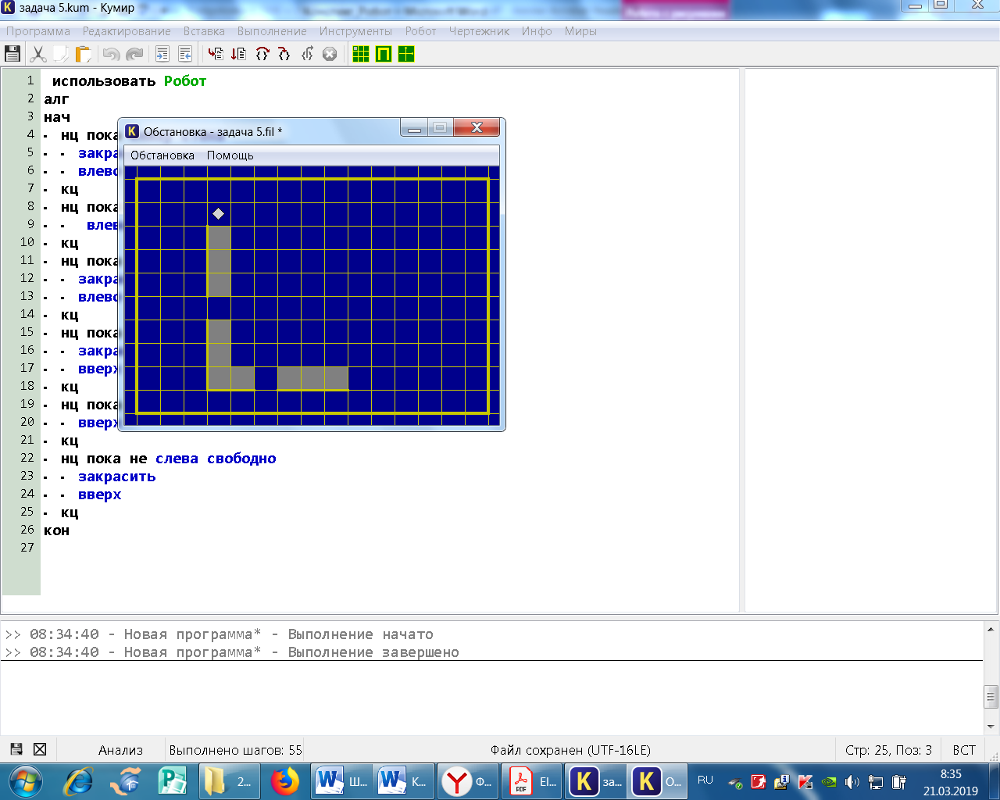 задача 5.kum - Кумир
Программа Редактирование Вставка Выполнение Инструменты Робот Чертежник Инфо Миры
1 использовать Робот
2 алг
3 нач
4 нц пока
5 закра
6 влево
7 кц
8 нц пока
9 влев
10 кц
11 нц пока
12 закра
13 влево
14 кц
15 нц пока
16 закра
17 вверх
18 кц
19 нц пока
20 вверх
21 кц
22 нц пока не слева свободно
23 закрасить
24 вверх
25 кц
26 кон
27
Обстановка - задача 5.fil *
Обстановка Помощь
>> 08:34:40 - Новая программа* - Выполнение начато
>> 08:34:40 - Новая программа* - Выполнение завершено
Анализ Выполнено шагов: 55 Файл сохранен (UTF-16LE) Стр: 25, Поз: 3 ВСТ
2... Ш... K... Ф... El... за... О... RU 8:35
21.03.2019